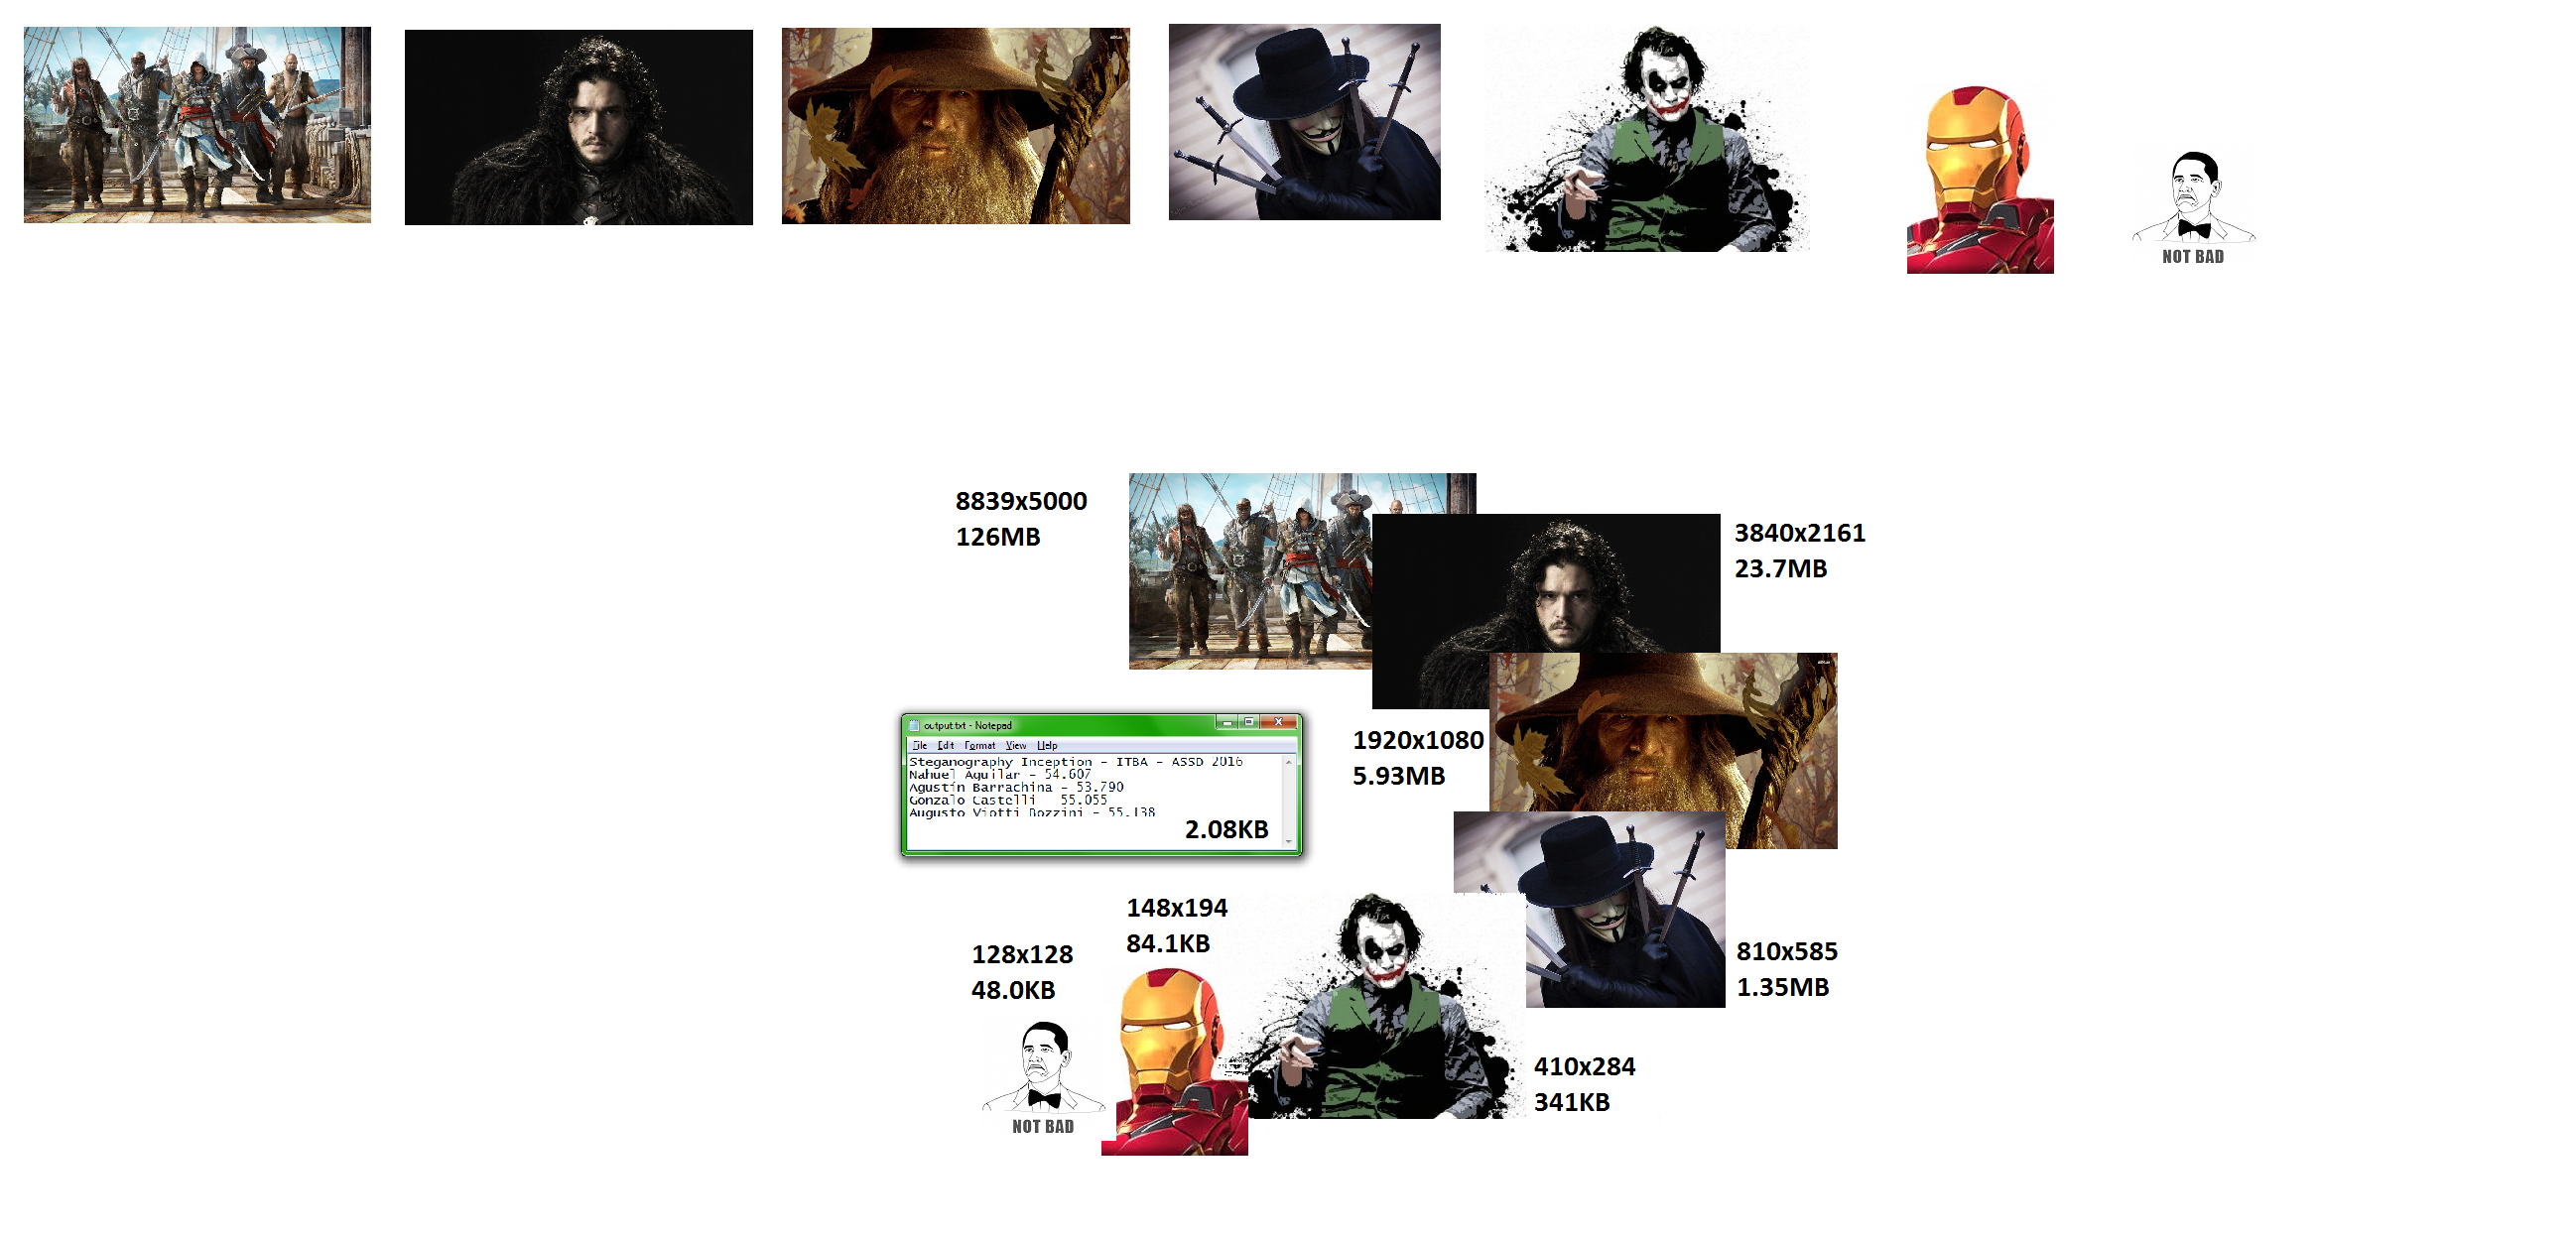 NOT BAD
8839x5000
126MB
3840x2161
23.7MB
output.txt - Notepad
File Edit Format View Help
Steganography Inception - ITBA - ASSD 2016
Nahuel Aguilar - 54.607
Agustín Barrachina - 53.790
Gonzalo Castelli - 55.055
Augusto Viotti Bozzini - 55.138
2.08KB
1920x1080
5.93MB
148x194
84.1KB
128x128
48.0KB
810x585
1.35MB
410x284
341KB
NOT BAD